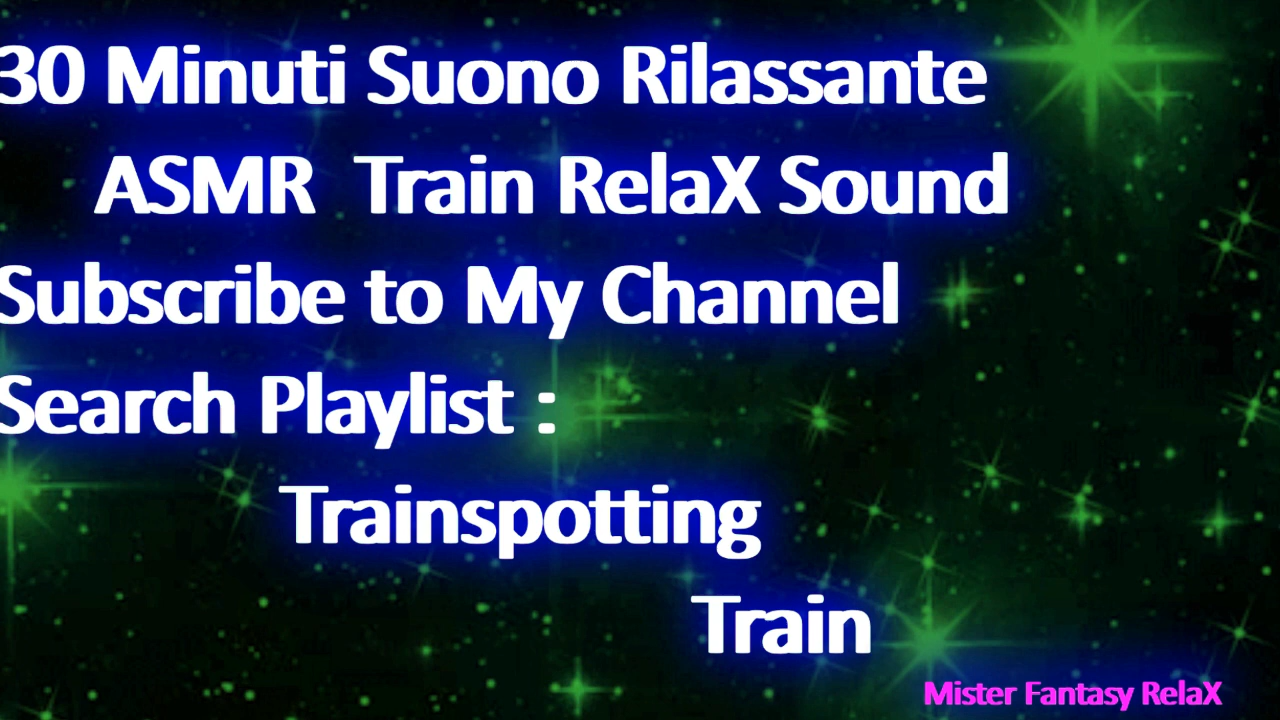 30 Minuti Suono Rilassante
ASMR Train RelaX Sound
Subscribe to My Channel
Search Playlist :
Trainspotting
Train
Mister Fantasy RelaX